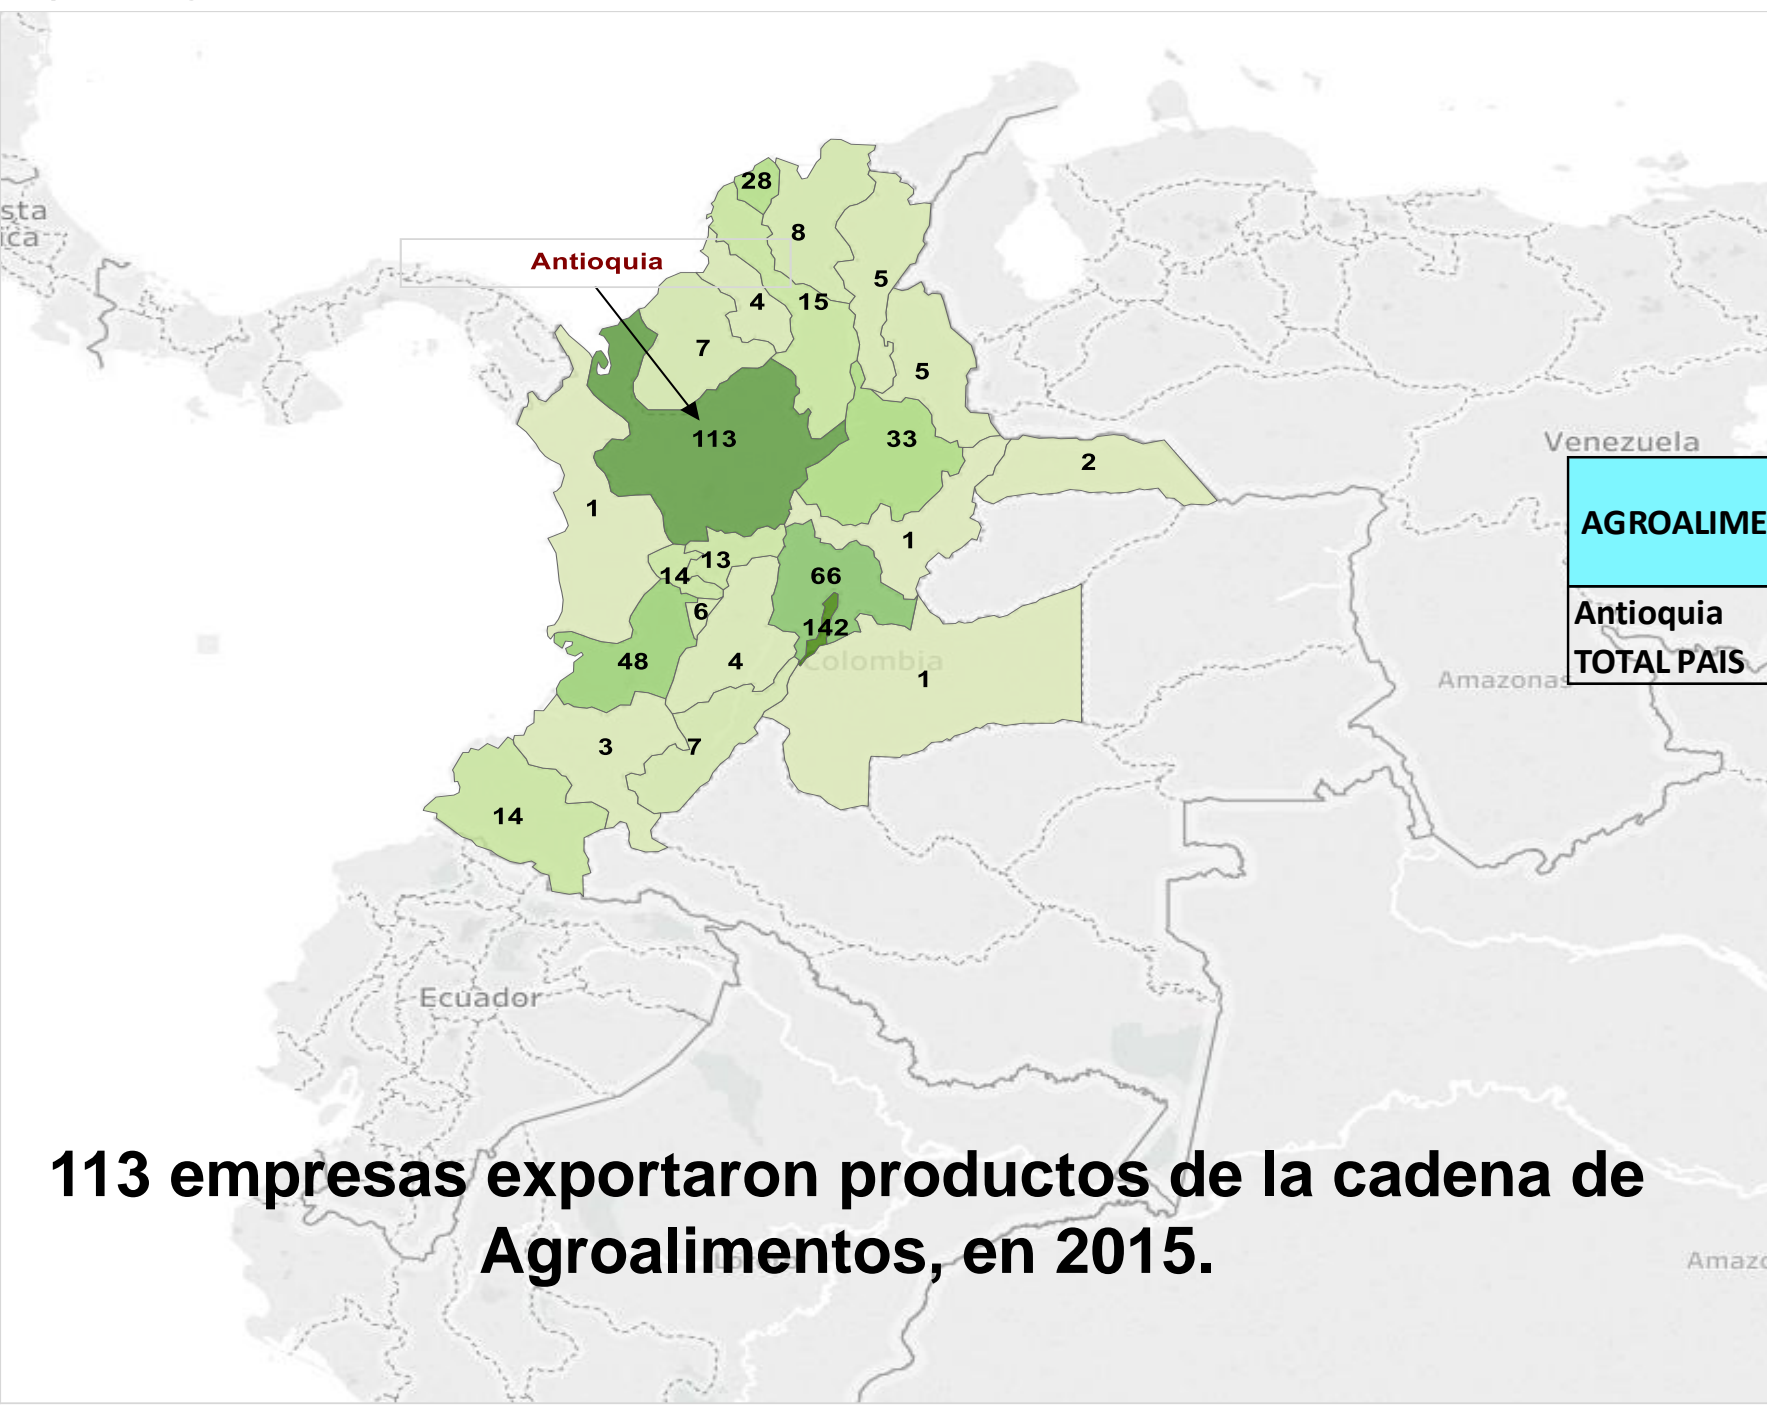 sta
ica
28
8
Antioquia
5
4
15
7
5
113
33
Venezuela
2
AGROALIME
1
1
13
14
66
6
142
Antioquia
48
4
Colombia
TOTAL PAIS
1
Amazonas
3
7
14
Ecuador
113 empresas exportaron productos de la cadena de
Agroalimentos, en 2015.
Amazo